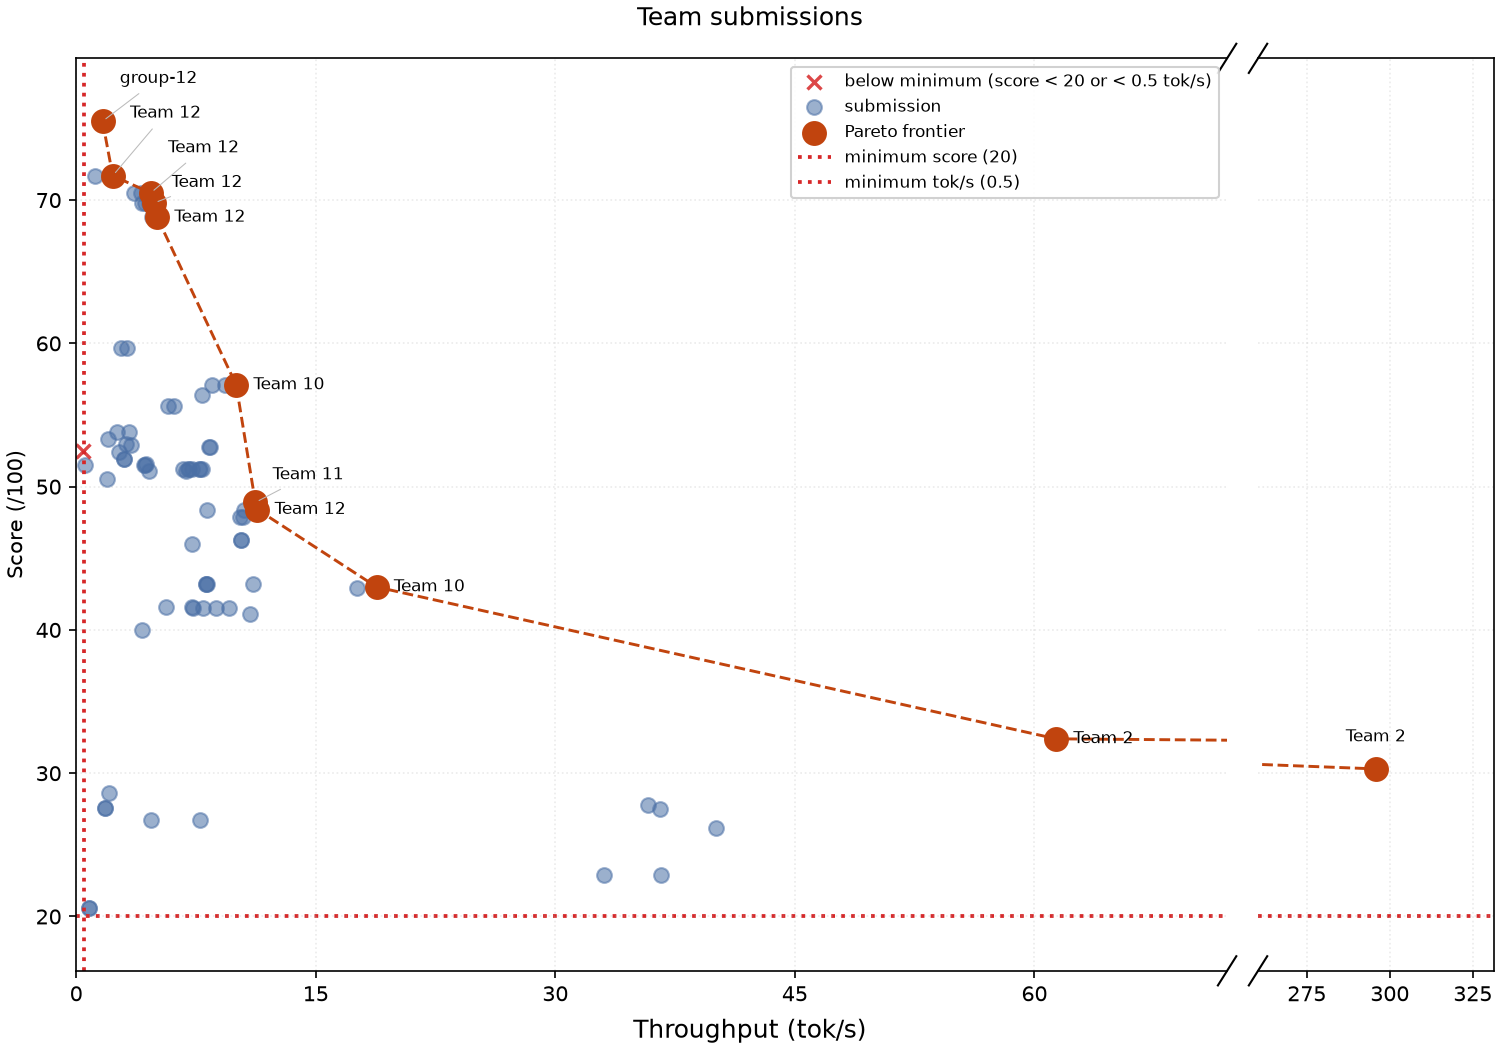 Team submissions
group-12
Team 12
Team 12
Team 12
Team 12
Team 10
Team 11
Team 12
Team 10
Team 2
Team 2
below minimum (score < 20 or < 0.5 tok/s)
submission
Pareto frontier
minimum score (20)
minimum tok/s (0.5)
Score (/100)
70
60
50
40
30
20
0 15 30 45 60 275 300 325
Throughput (tok/s)